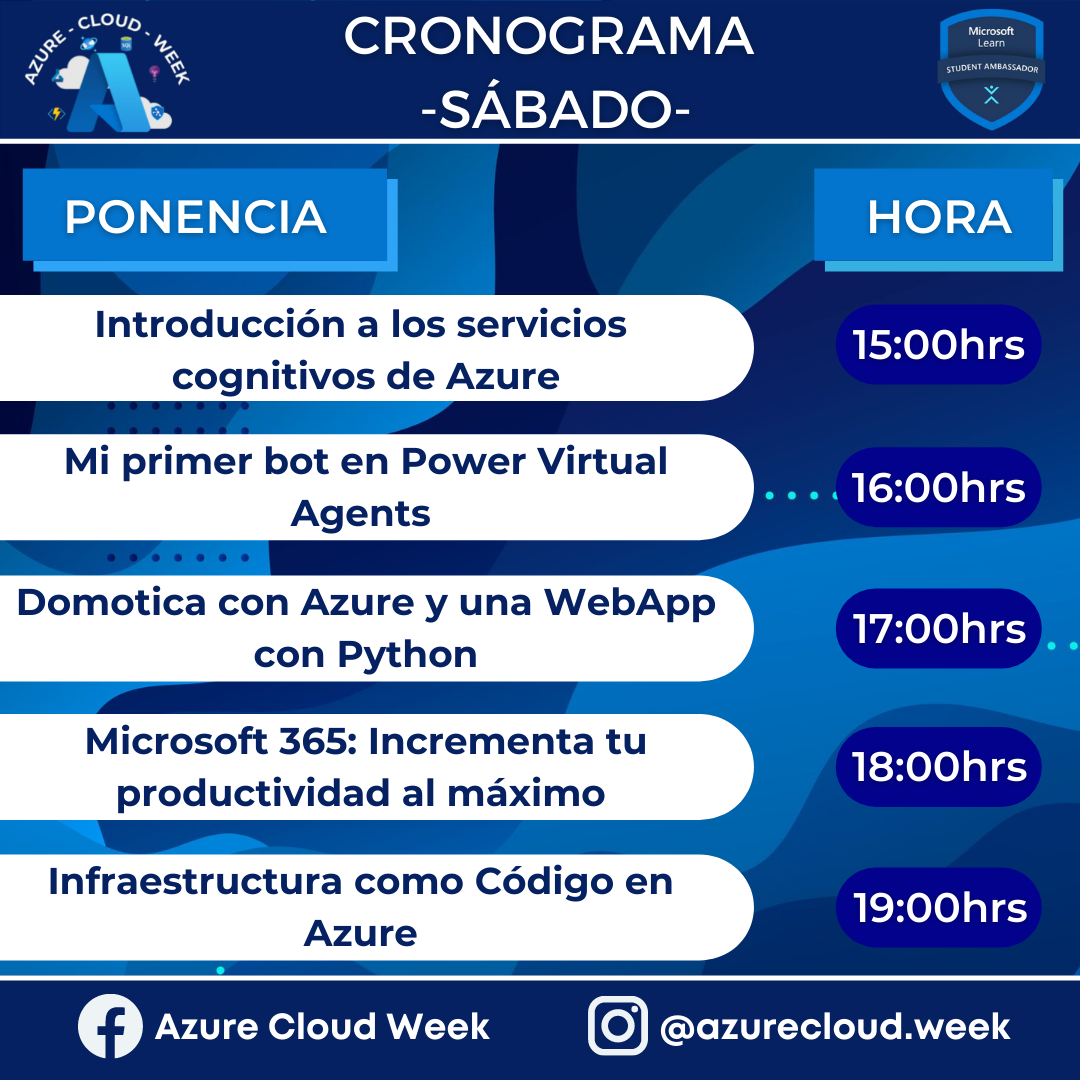 AZURE - CLOUD - WEEK
CRONOGRAMA
-SÁBADO-
Microsoft
Learn
STUDENT AMBASSADOR
PONENCIA
HORA
Introducción a los servicios
cognitivos de Azure
15:00hrs
Mi primer bot en Power Virtual
Agents
16:00hrs
Domotica con Azure y una WebApp
con Python
17:00hrs
Microsoft 365: Incrementa tu
productividad al máximo
18:00hrs
Infraestructura como Código en
Azure
19:00hrs
Azure Cloud Week
@azurecloud.week